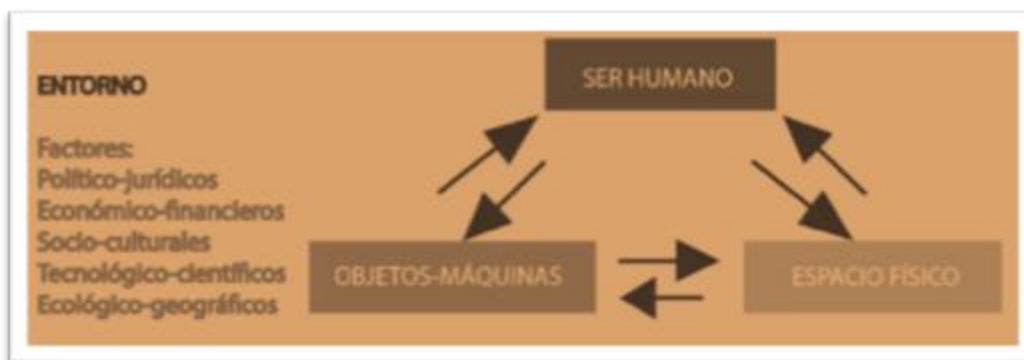 ENTORNO
Factores:
Político-jurídicos
Económico-financieros
Socio-culturales
Tecnológico-científicos
Ecológico-geográficos
SER HUMANO
OBJETOS-MÁQUINAS
ESPACIO FÍSICO